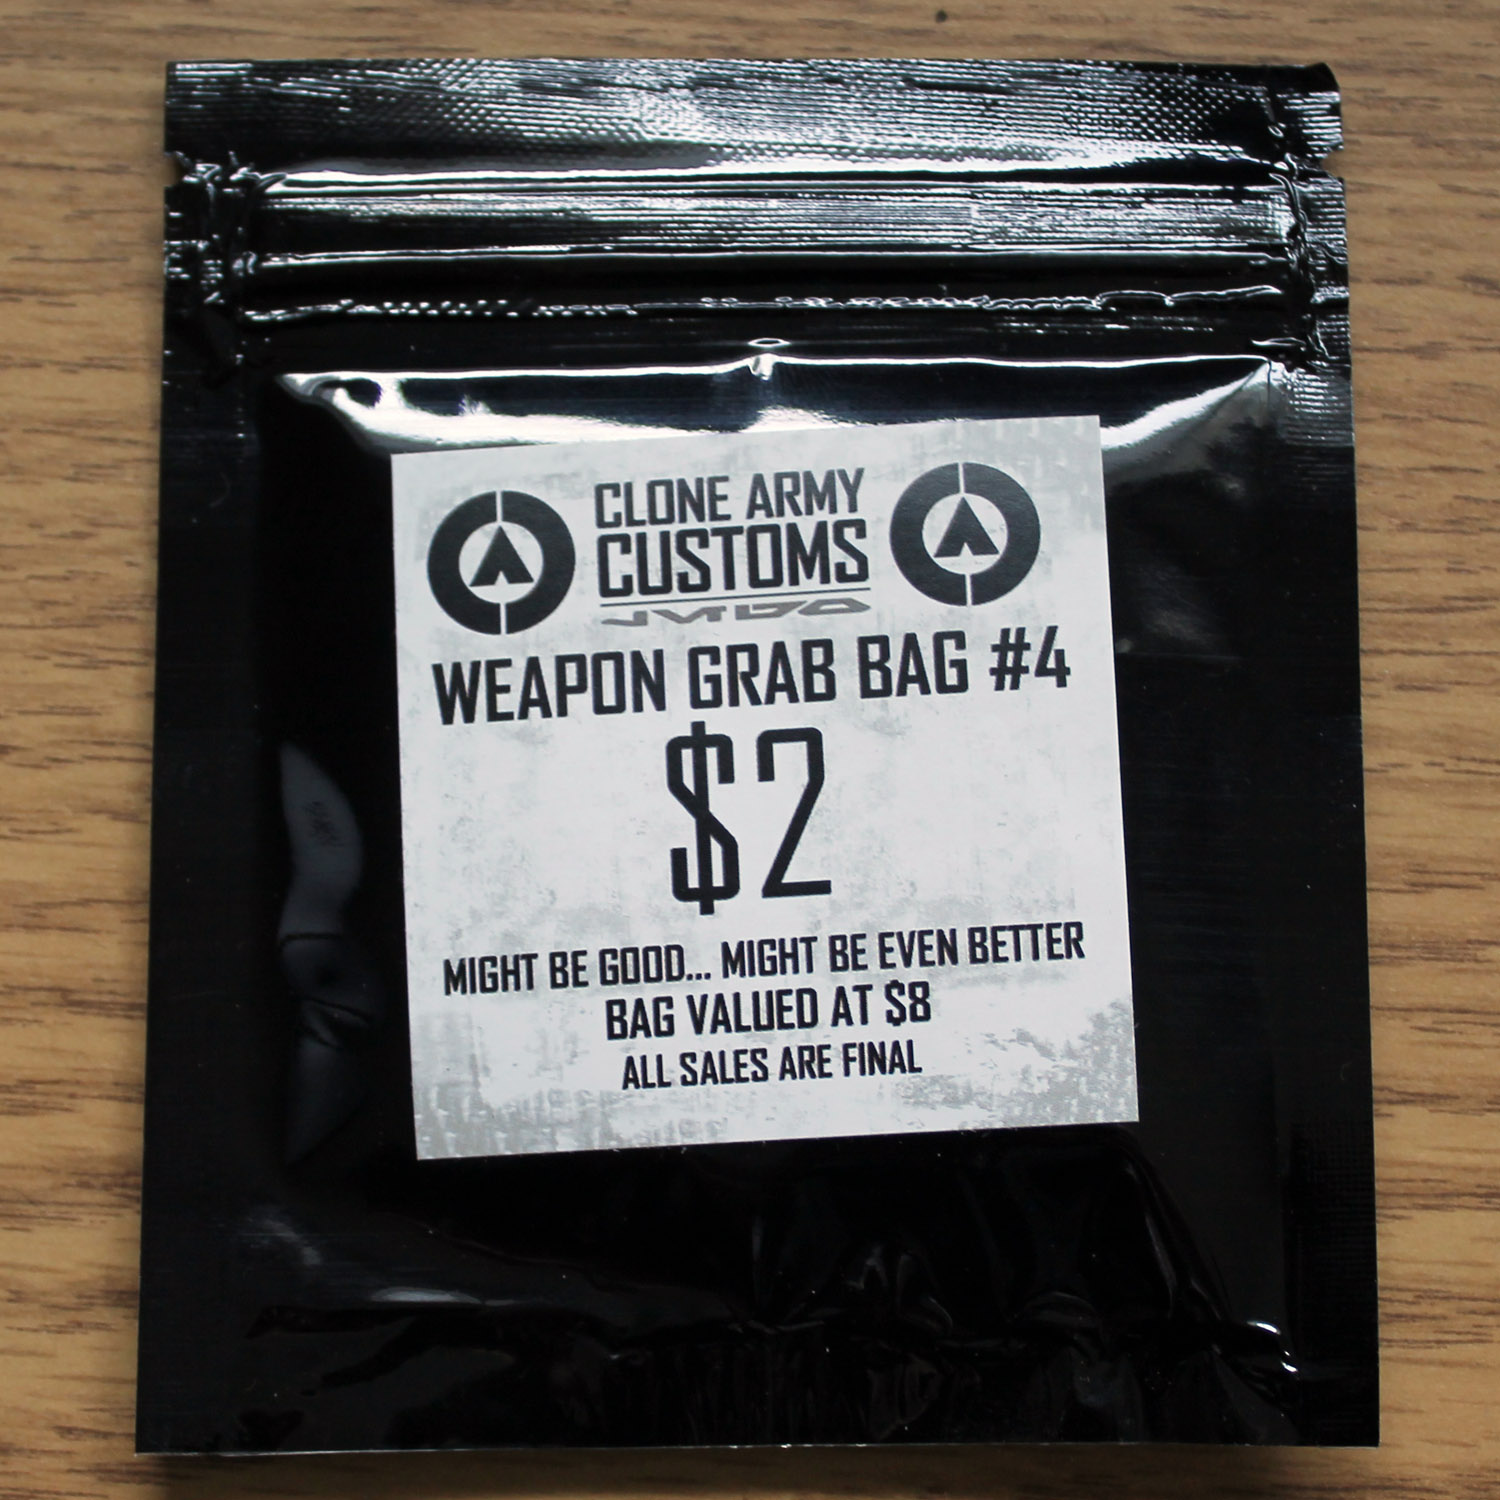 CLONE ARMY
CUSTOMS
WEAPON GRAB BAG #4
$2
MIGHT BE GOOD... MIGHT BE EVEN BETTER
BAG VALUED AT $8
ALL SALES ARE FINAL